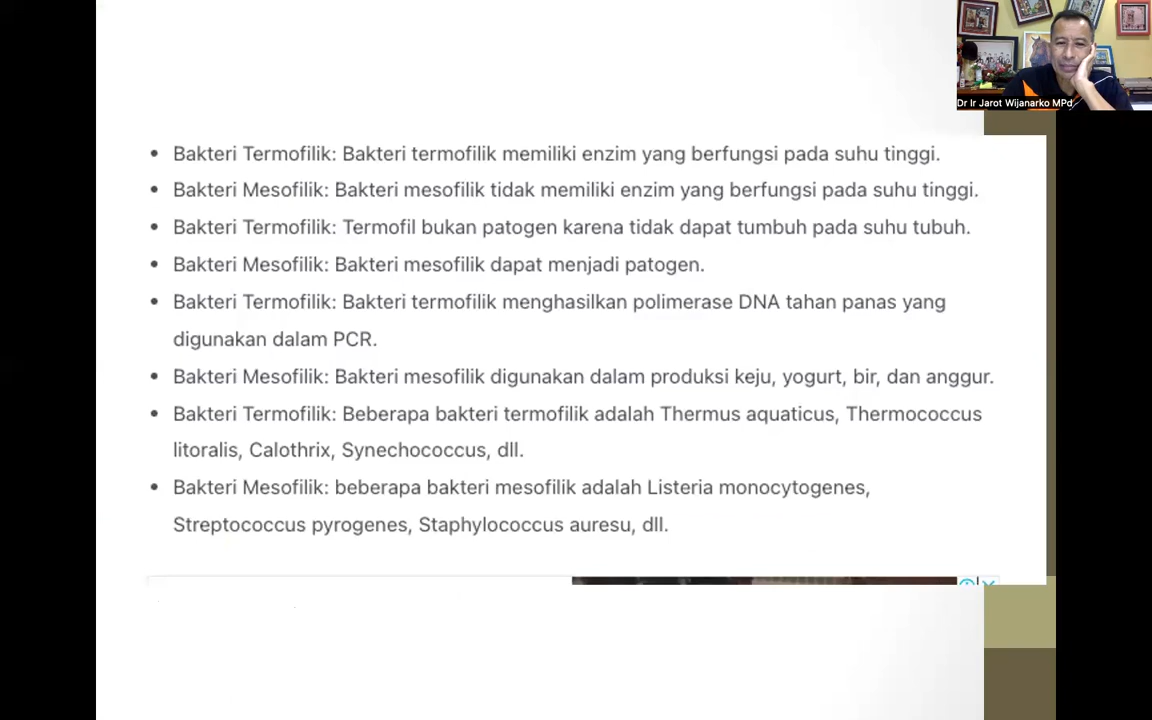 Dr Ir Jarot Wijanarko MPd
• Bakteri Termofilik: Bakteri termofilik memiliki enzim yang berfungsi pada suhu tinggi.
• Bakteri Mesofilik: Bakteri mesofilik tidak memiliki enzim yang berfungsi pada suhu tinggi.
• Bakteri Termofilik: Termofil bukan patogen karena tidak dapat tumbuh pada suhu tubuh.
• Bakteri Mesofilik: Bakteri mesofilik dapat menjadi patogen.
• Bakteri Termofilik: Bakteri termofilik menghasilkan polimerase DNA tahan panas yang
digunakan dalam PCR.
• Bakteri Mesofilik: Bakteri mesofilik digunakan dalam produksi keju, yogurt, bir, dan anggur.
• Bakteri Termofilik: Beberapa bakteri termofilik adalah Thermus aquaticus, Thermococcus
litoralis, Calothrix, Synechococcus, dll.
• Bakteri Mesofilik: beberapa bakteri mesofilik adalah Listeria monocytogenes,
Streptococcus pyrogenes, Staphylococcus auresu, dll.